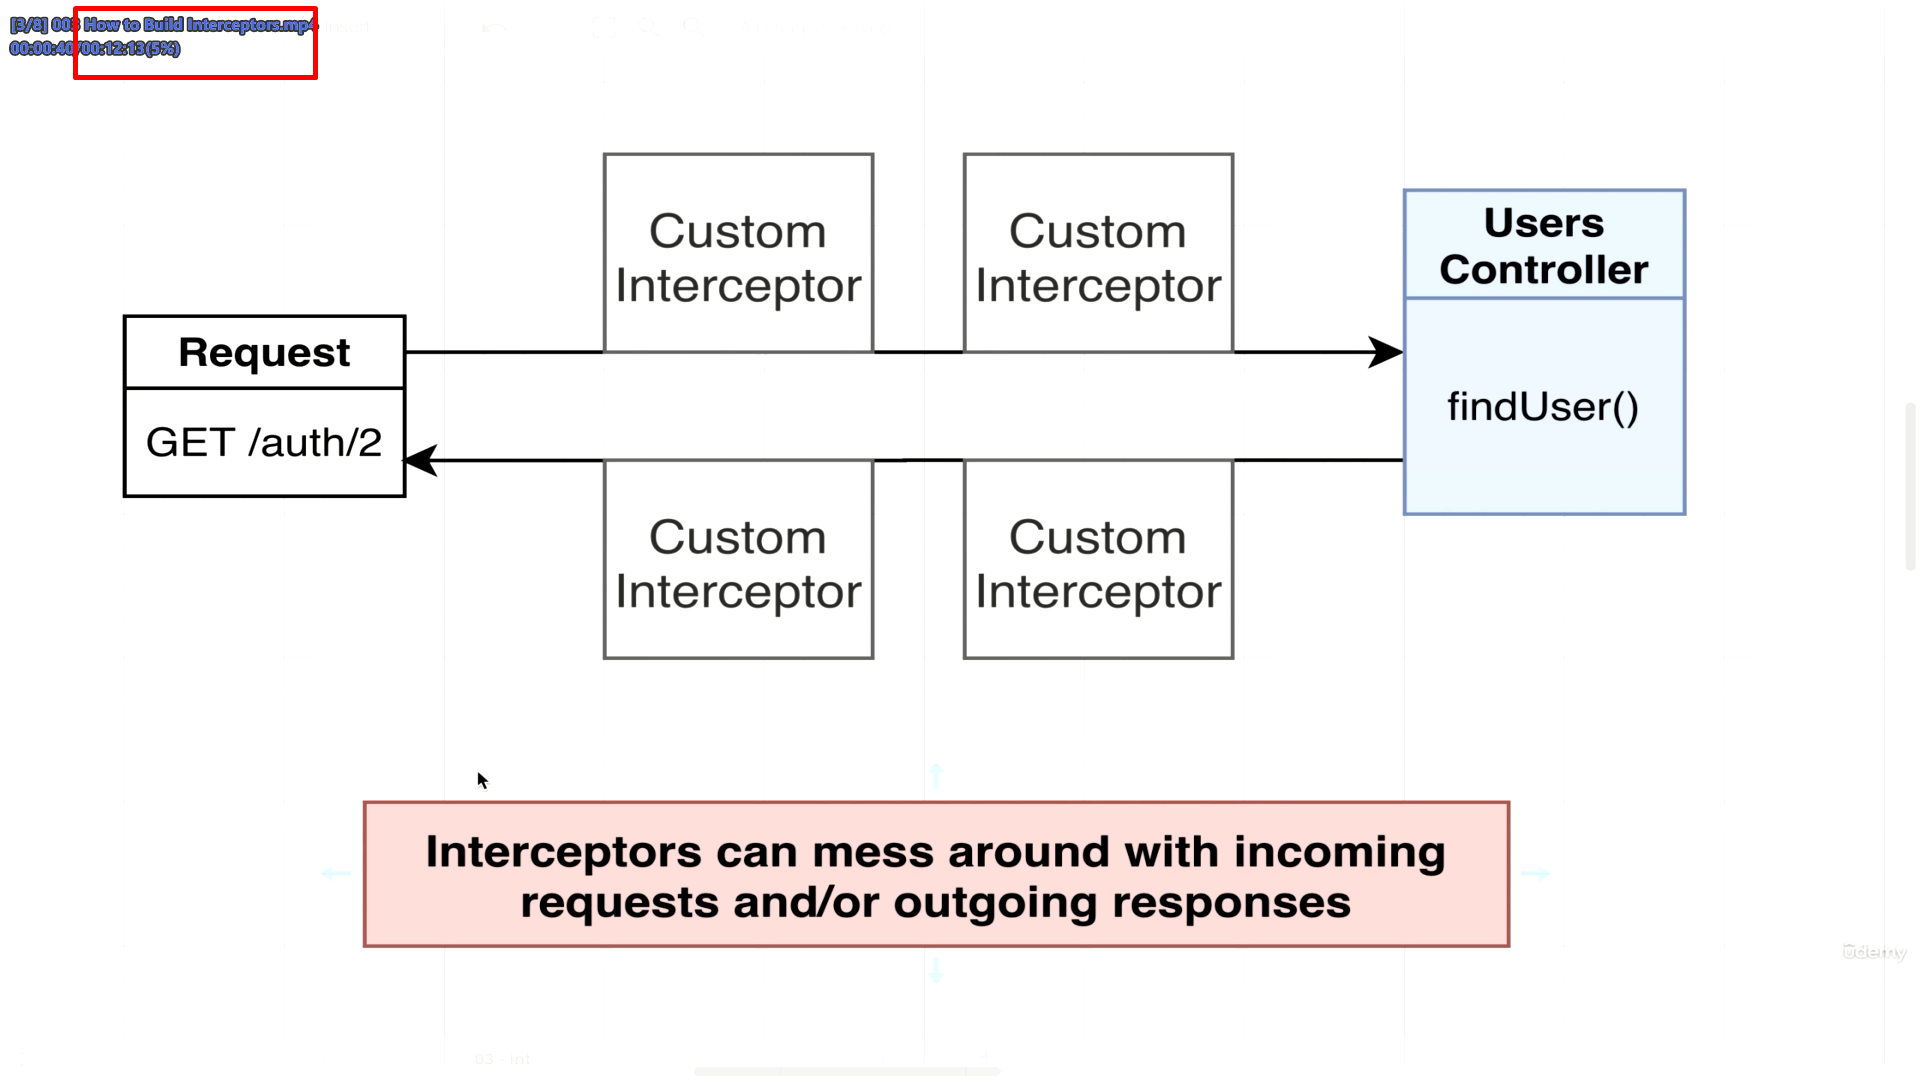 [3/8] 003 How to Build Interceptors.mp4
00:00:40/00:12:13(5%)
Custom
Interceptor
Custom
Interceptor
Users
Controller
Request
findUser()
GET /auth/2
Custom
Interceptor
Custom
Interceptor
Interceptors can mess around with incoming
requests and/or outgoing responses
udemy
03 - Int